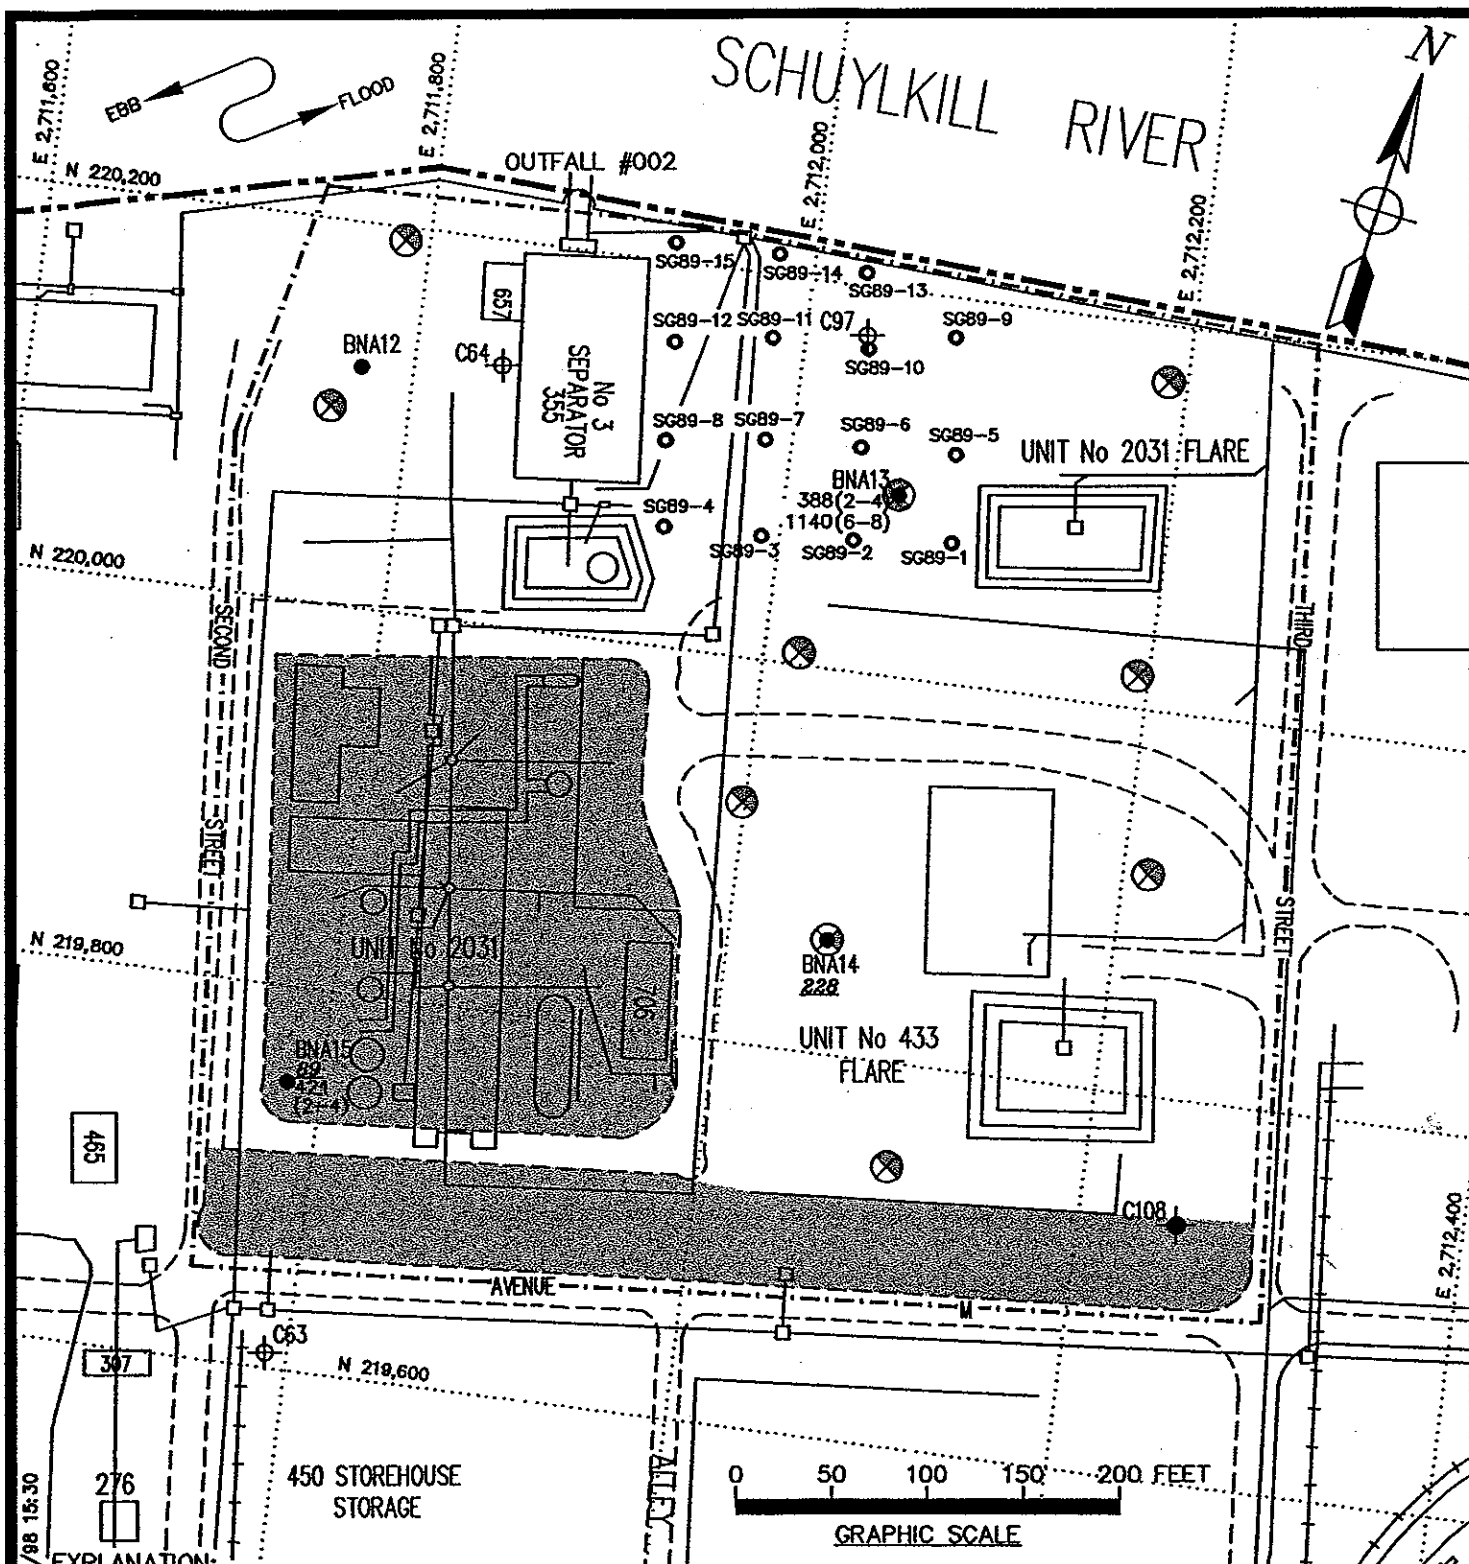 SCHUYLKILL RIVER
N
EBB
FLOOD
E 2,711,600
E 2,711,800
E 2,712,000
E 2,712,200
N 220,200
OUTFALL #002
SG89-15
SG89-14
SG89-13
657
BNA12
C64
No 3
SEPARATOR
355
SG89-12
SG89-11
C97
SG89-9
SG89-10
SG89-8
SG89-7
SG89-6
SG89-5
UNIT No 2031 FLARE
BNA13
388(2-4)
1140(6-8)
SG89-4
SG89-3
SG89-2
SG89-1
N 220,000
SECOND
STREET
THIRD
STREET
N 219,800
UNIT No 2031
706
BNA14
228
UNIT No 433
FLARE
BNA15
89
421
(2-4)
465
C108
E 2,712,400
AVENUE
M
C63
307
N 219,600
276
450 STOREHOUSE
STORAGE
ALLEY
0 50 100 150 200 FEET
GRAPHIC SCALE
/98 15:30
EXPLANATION: